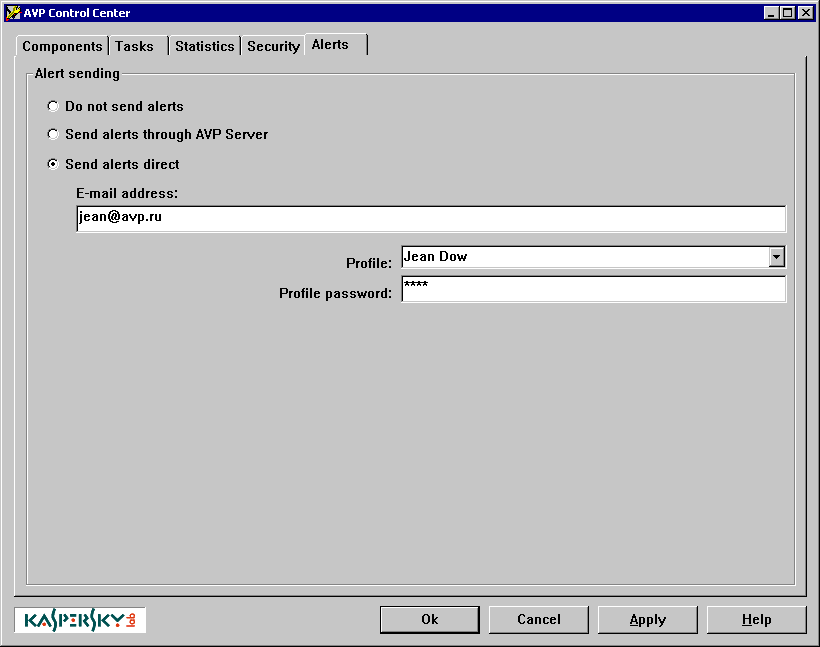 AVP Control Center
Components Tasks Statistics Security Alerts
Alert sending
Do not send alerts
Send alerts through AVP Server
Send alerts direct
E-mail address:
jean@avp.ru
Profile: Jean Dow
Profile password: ****
KASPERSKY lab Ok Cancel Apply Help